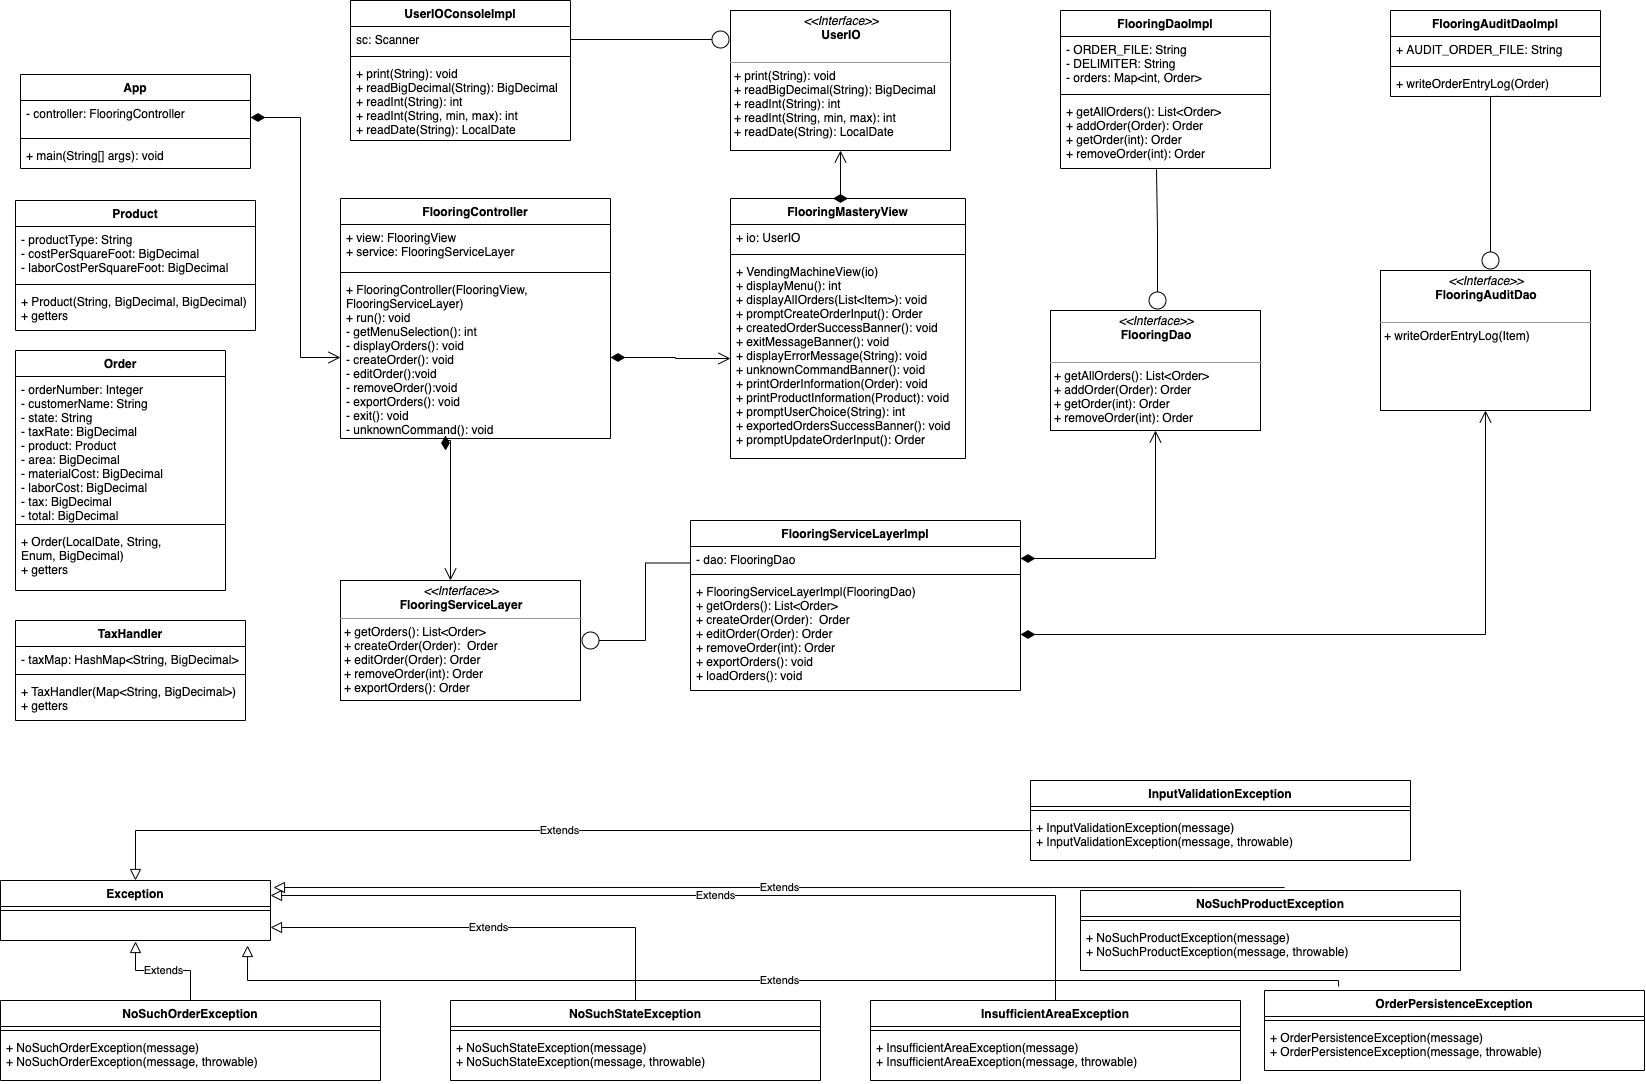 UserIOConsoleImpl
sc: Scanner
+ print(String): void
+ readBigDecimal(String): BigDecimal
+ readInt(String): int
+ readInt(String, min, max): int
+ readDate(String): LocalDate
<<Interface>>
UserIO
+ print(String): void
+ readBigDecimal(String): BigDecimal
+ readInt(String): int
+ readInt(String, min, max): int
+ readDate(String): LocalDate
FlooringDaoImpl
- ORDER_FILE: String
- DELIMITER: String
- orders: Map<int, Order>
+ getAllOrders(): List<Order>
+ addOrder(Order): Order
+ getOrder(int): Order
+ removeOrder(int): Order
FlooringAuditDaoImpl
+ AUDIT_ORDER_FILE: String
+ writeOrderEntryLog(Order)
App
- controller: FlooringController
+ main(String[] args): void
Product
- productType: String
- costPerSquareFoot: BigDecimal
- laborCostPerSquareFoot: BigDecimal
+ Product(String, BigDecimal, BigDecimal)
+ getters
FlooringController
+ view: FlooringView
+ service: FlooringServiceLayer
+ FlooringController(FlooringView,
FlooringServiceLayer)
+ run(): void
- getMenuSelection(): int
- displayOrders(): void
- createOrder(): void
- editOrder():void
- removeOrder():void
- exportOrders(): void
- exit(): void
- unknownCommand(): void
FlooringMasteryView
+ io: UserIO
+ VendingMachineView(io)
+ displayMenu(): int
+ displayAllOrders(List<Item>): void
+ promptCreateOrderInput(): Order
+ createdOrderSuccessBanner(): void
+ exitMessageBanner(): void
+ displayErrorMessage(String): void
+ unknownCommandBanner(): void
+ printOrderInformation(Order): void
+ printProductInformation(Product): void
+ promptUserChoice(String): int
+ exportedOrdersSuccessBanner(): void
+ promptUpdateOrderInput(): Order
<<Interface>>
FlooringDao
+ getAllOrders(): List<Order>
+ addOrder(Order): Order
+ getOrder(int): Order
+ removeOrder(int): Order
<<Interface>>
FlooringAuditDao
+ writeOrderEntryLog(Item)
Order
- orderNumber: Integer
- customerName: String
- state: String
- taxRate: BigDecimal
- product: Product
- area: BigDecimal
- materialCost: BigDecimal
- laborCost: BigDecimal
- tax: BigDecimal
- total: BigDecimal
+ Order(LocalDate, String,
Enum, BigDecimal)
+ getters
<<Interface>>
FlooringServiceLayer
+ getOrders(): List<Order>
+ createOrder(Order): Order
+ editOrder(Order): Order
+ removeOrder(int): Order
+ exportOrders(): Order
FlooringServiceLayerImpl
- dao: FlooringDao
+ FlooringServiceLayerImpl(FlooringDao)
+ getOrders(): List<Order>
+ createOrder(Order): Order
+ editOrder(Order): Order
+ removeOrder(int): Order
+ exportOrders(): void
+ loadOrders(): void
TaxHandler
- taxMap: HashMap<String, BigDecimal>
+ TaxHandler(Map<String, BigDecimal>)
+ getters
InputValidationException
+ InputValidationException(message)
+ InputValidationException(message, throwable)
Extends
Exception
Extends
Extends
NoSuchProductException
+ NoSuchProductException(message)
+ NoSuchProductException(message, throwable)
Extends
Extends
Extends
NoSuchOrderException
+ NoSuchOrderException(message)
+ NoSuchOrderException(message, throwable)
NoSuchStateException
+ NoSuchStateException(message)
+ NoSuchStateException(message, throwable)
InsufficientAreaException
+ InsufficientAreaException(message)
+ InsufficientAreaException(message, throwable)
OrderPersistenceException
+ OrderPersistenceException(message)
+ OrderPersistenceException(message, throwable)